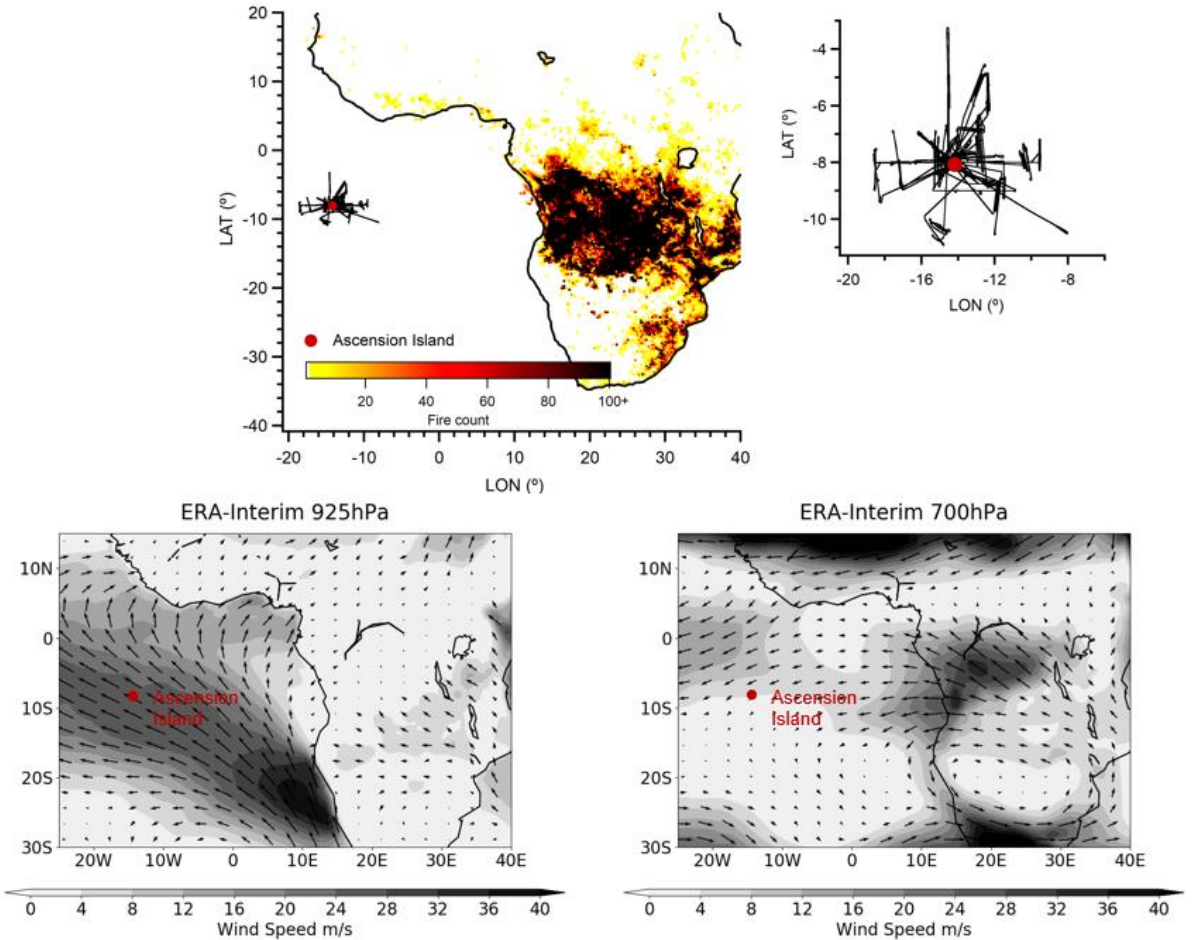 20
10
0
-10
-20
-30
-40
LAT (º)
Ascension Island
20 40 60 80 100+
Fire count
-20 -10 0 10 20 30 40
LON (º)
-4
-6
-8
-10
LAT (º)
-20 -16 -12 -8
LON (º)
ERA-Interim 925hPa
10N
0
10S
20S
30S
Ascension
Island
20W 10W 0 10E 20E 30E 40E
0 4 8 12 16 20 24 28 32 36 40
Wind Speed m/s
ERA-Interim 700hPa
10N
0
10S
20S
30S
Ascension
Island
20W 10W 0 10E 20E 30E 40E
0 4 8 12 16 20 24 28 32 36 40
Wind Speed m/s